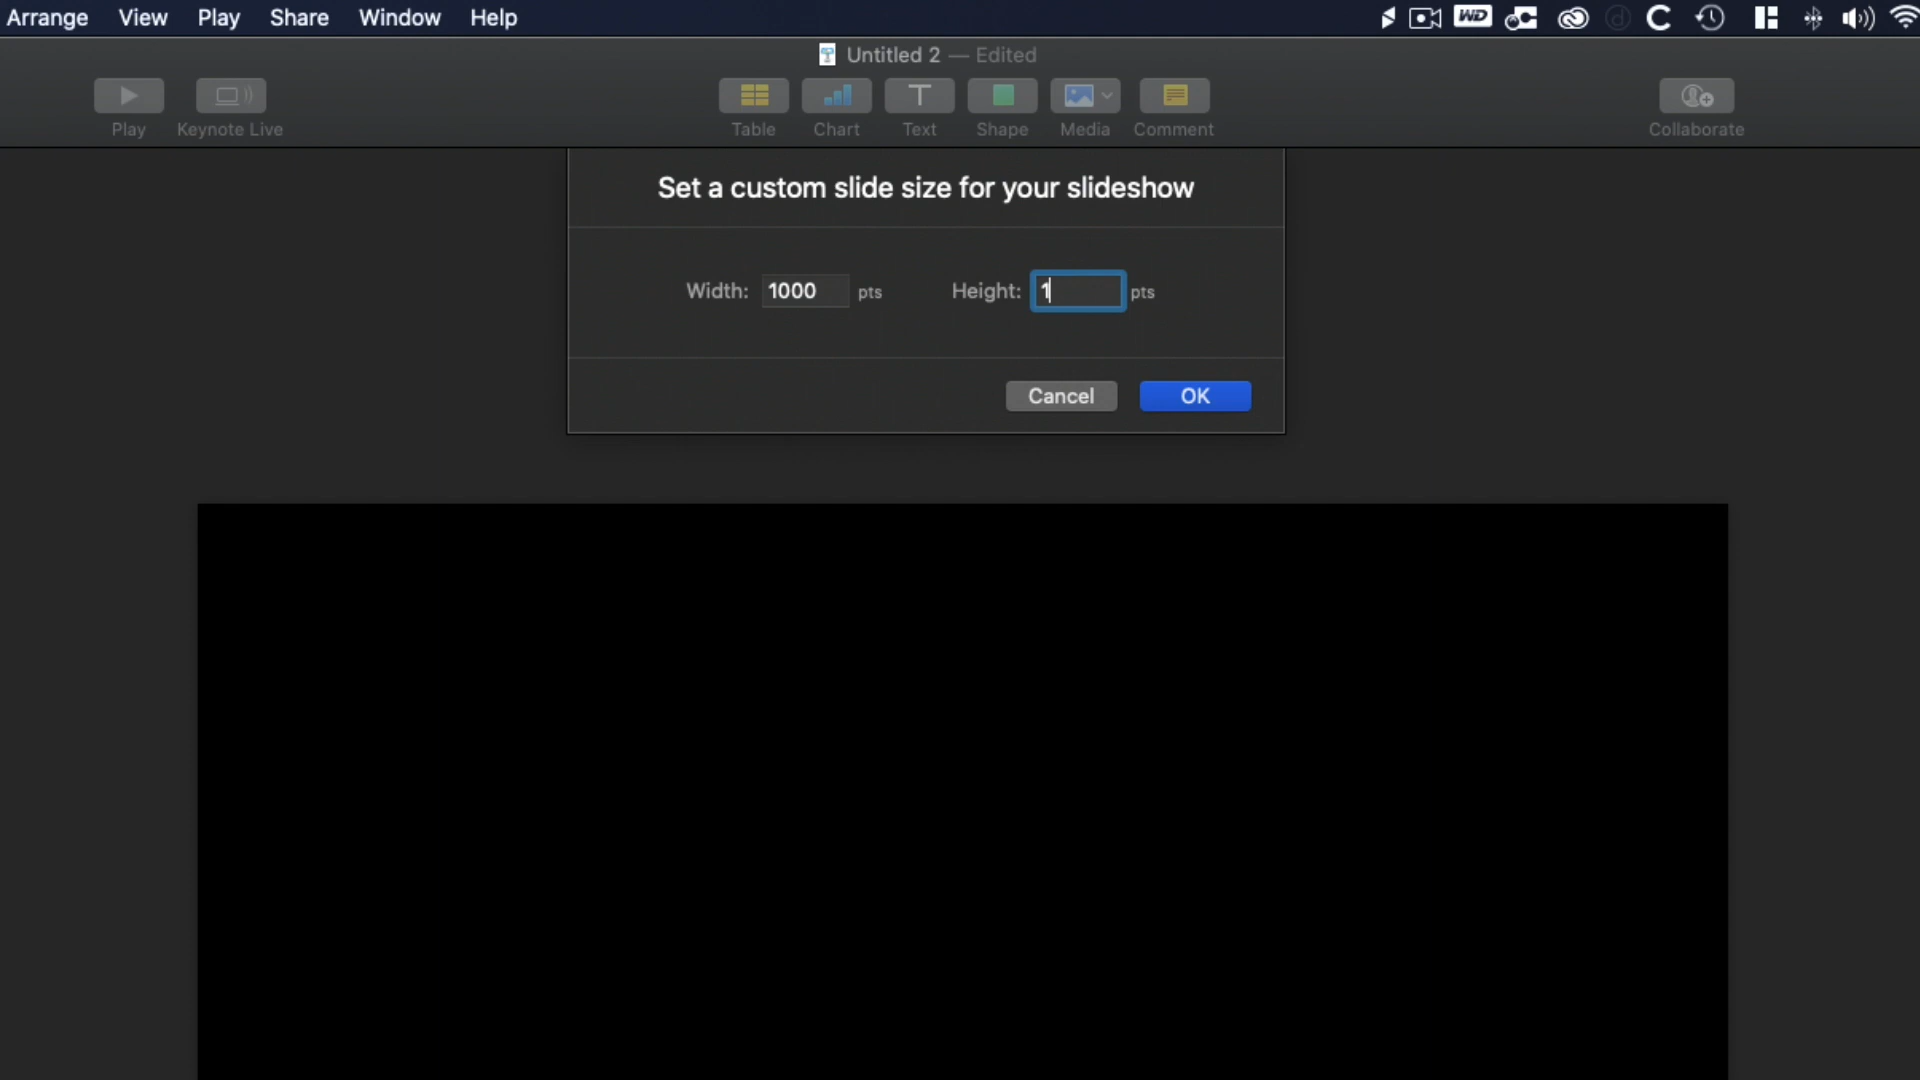 Arrange View Play Share Window Help WD
Untitled 2 — Edited
Play Keynote Live Table Chart Text Shape Media Comment Collaborate
Set a custom slide size for your slideshow
Width: 1000 pts Height: 1 pts
Cancel OK